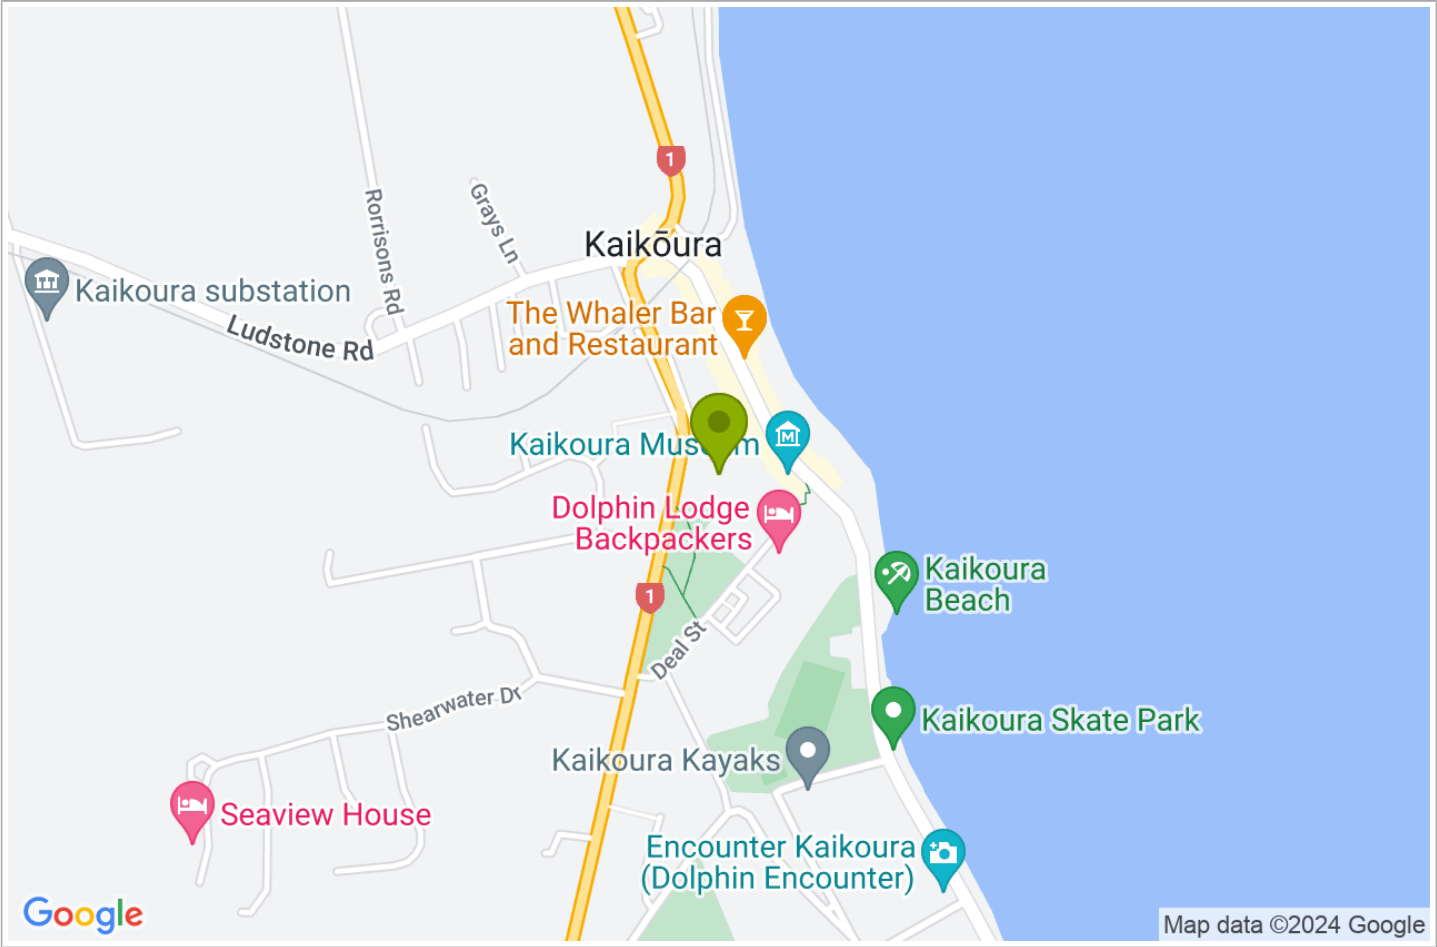 1
Rorrisons Rd
Grays Ln
Kaikōura
Kaikoura substation
The Whaler Bar
and Restaurant
Ludstone Rd
Kaikoura Museum
M
Dolphin Lodge
Backpackers
Kaikoura
Beach
1
Deal St
Shearwater Dr
Kaikoura Skate Park
Kaikoura Kayaks
Seaview House
Encounter Kaikoura
(Dolphin Encounter)
Google
Map data ©2024 Google